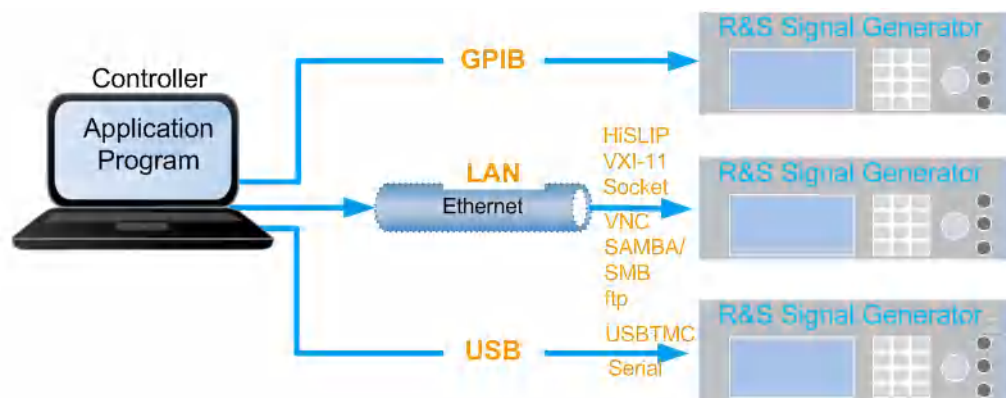 R&S Signal Generator
GPIB
Controller
Application
Program
HiSLIP
VXI-11
Socket
LAN
Ethernet
R&S Signal Generator
VNC
SAMBA/
SMB
ftp
R&S Signal Generator
USB
USBTMC
Serial